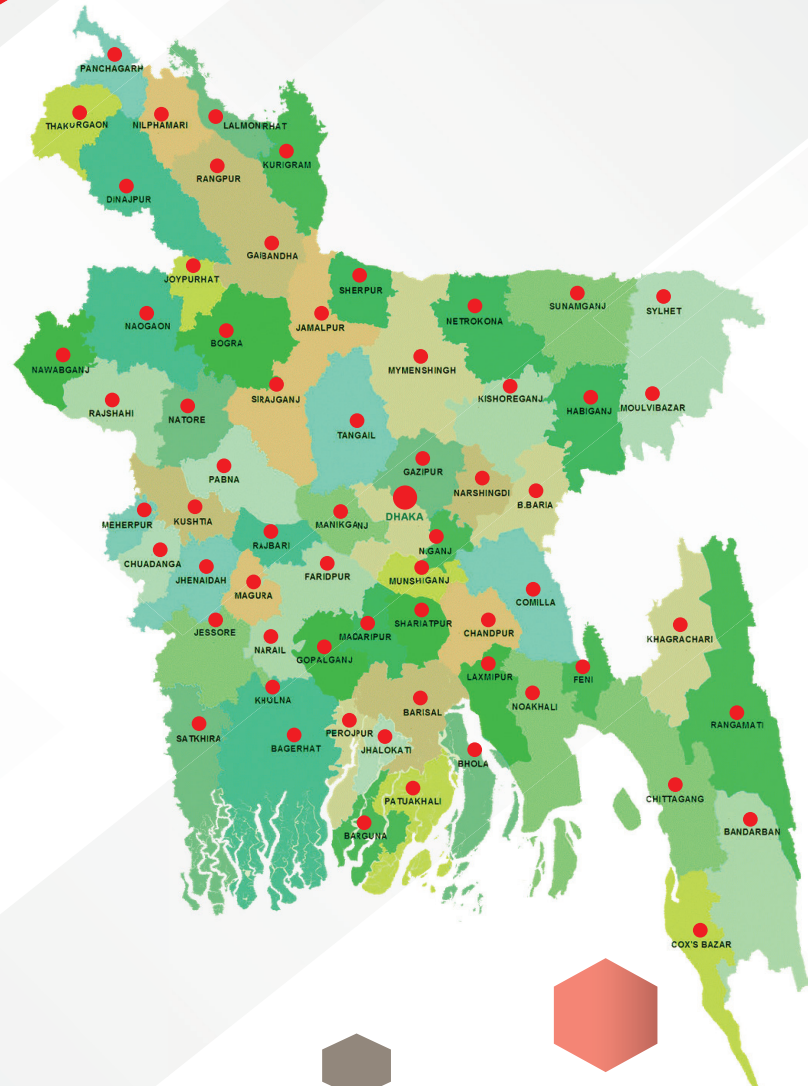 PANCHAGARH
THAKURGAON
NILPHAMARI
LALMONIRHAT
KURIGRAM
RANGPUR
DINAJPUR
GAIBANDHA
JOYPURHAT
SHERPUR
SUNAMGANJ
SYLHET
NETROKONA
NAOGAON
JAMALPUR
BOGRA
NAWABGANJ
MYMENSHINGH
SIRAJGANJ
KISHOREGANJ
HABIGANJ
MOULVIBAZAR
RAJSHAHI
NATORE
TANGAIL
GAZIPUR
PABNA
NARSHINGDI
B.BARIA
DHAKA
MEHERPUR
KUSHTIA
MANIKGANJ
RAJBARI
N.GANJ
CHUADANGA
JHENAIDAH
FARIDPUR
MUNSHIGANJ
MAGURA
COMILLA
JESSORE
NARAIL
MADARIPUR
SHARIATPUR
CHANDPUR
KHAGRACHARI
GOPALGANJ
LAXMIPUR
FENI
KHULNA
NOAKHALI
BARISAL
RANGAMATI
SATKHIRA
BAGERHAT
PEROJPUR
JHALOKATI
BHOLA
PATUAKHALI
CHITTAGANG
BARGUNA
BANDARBAN
COX'S BAZAR